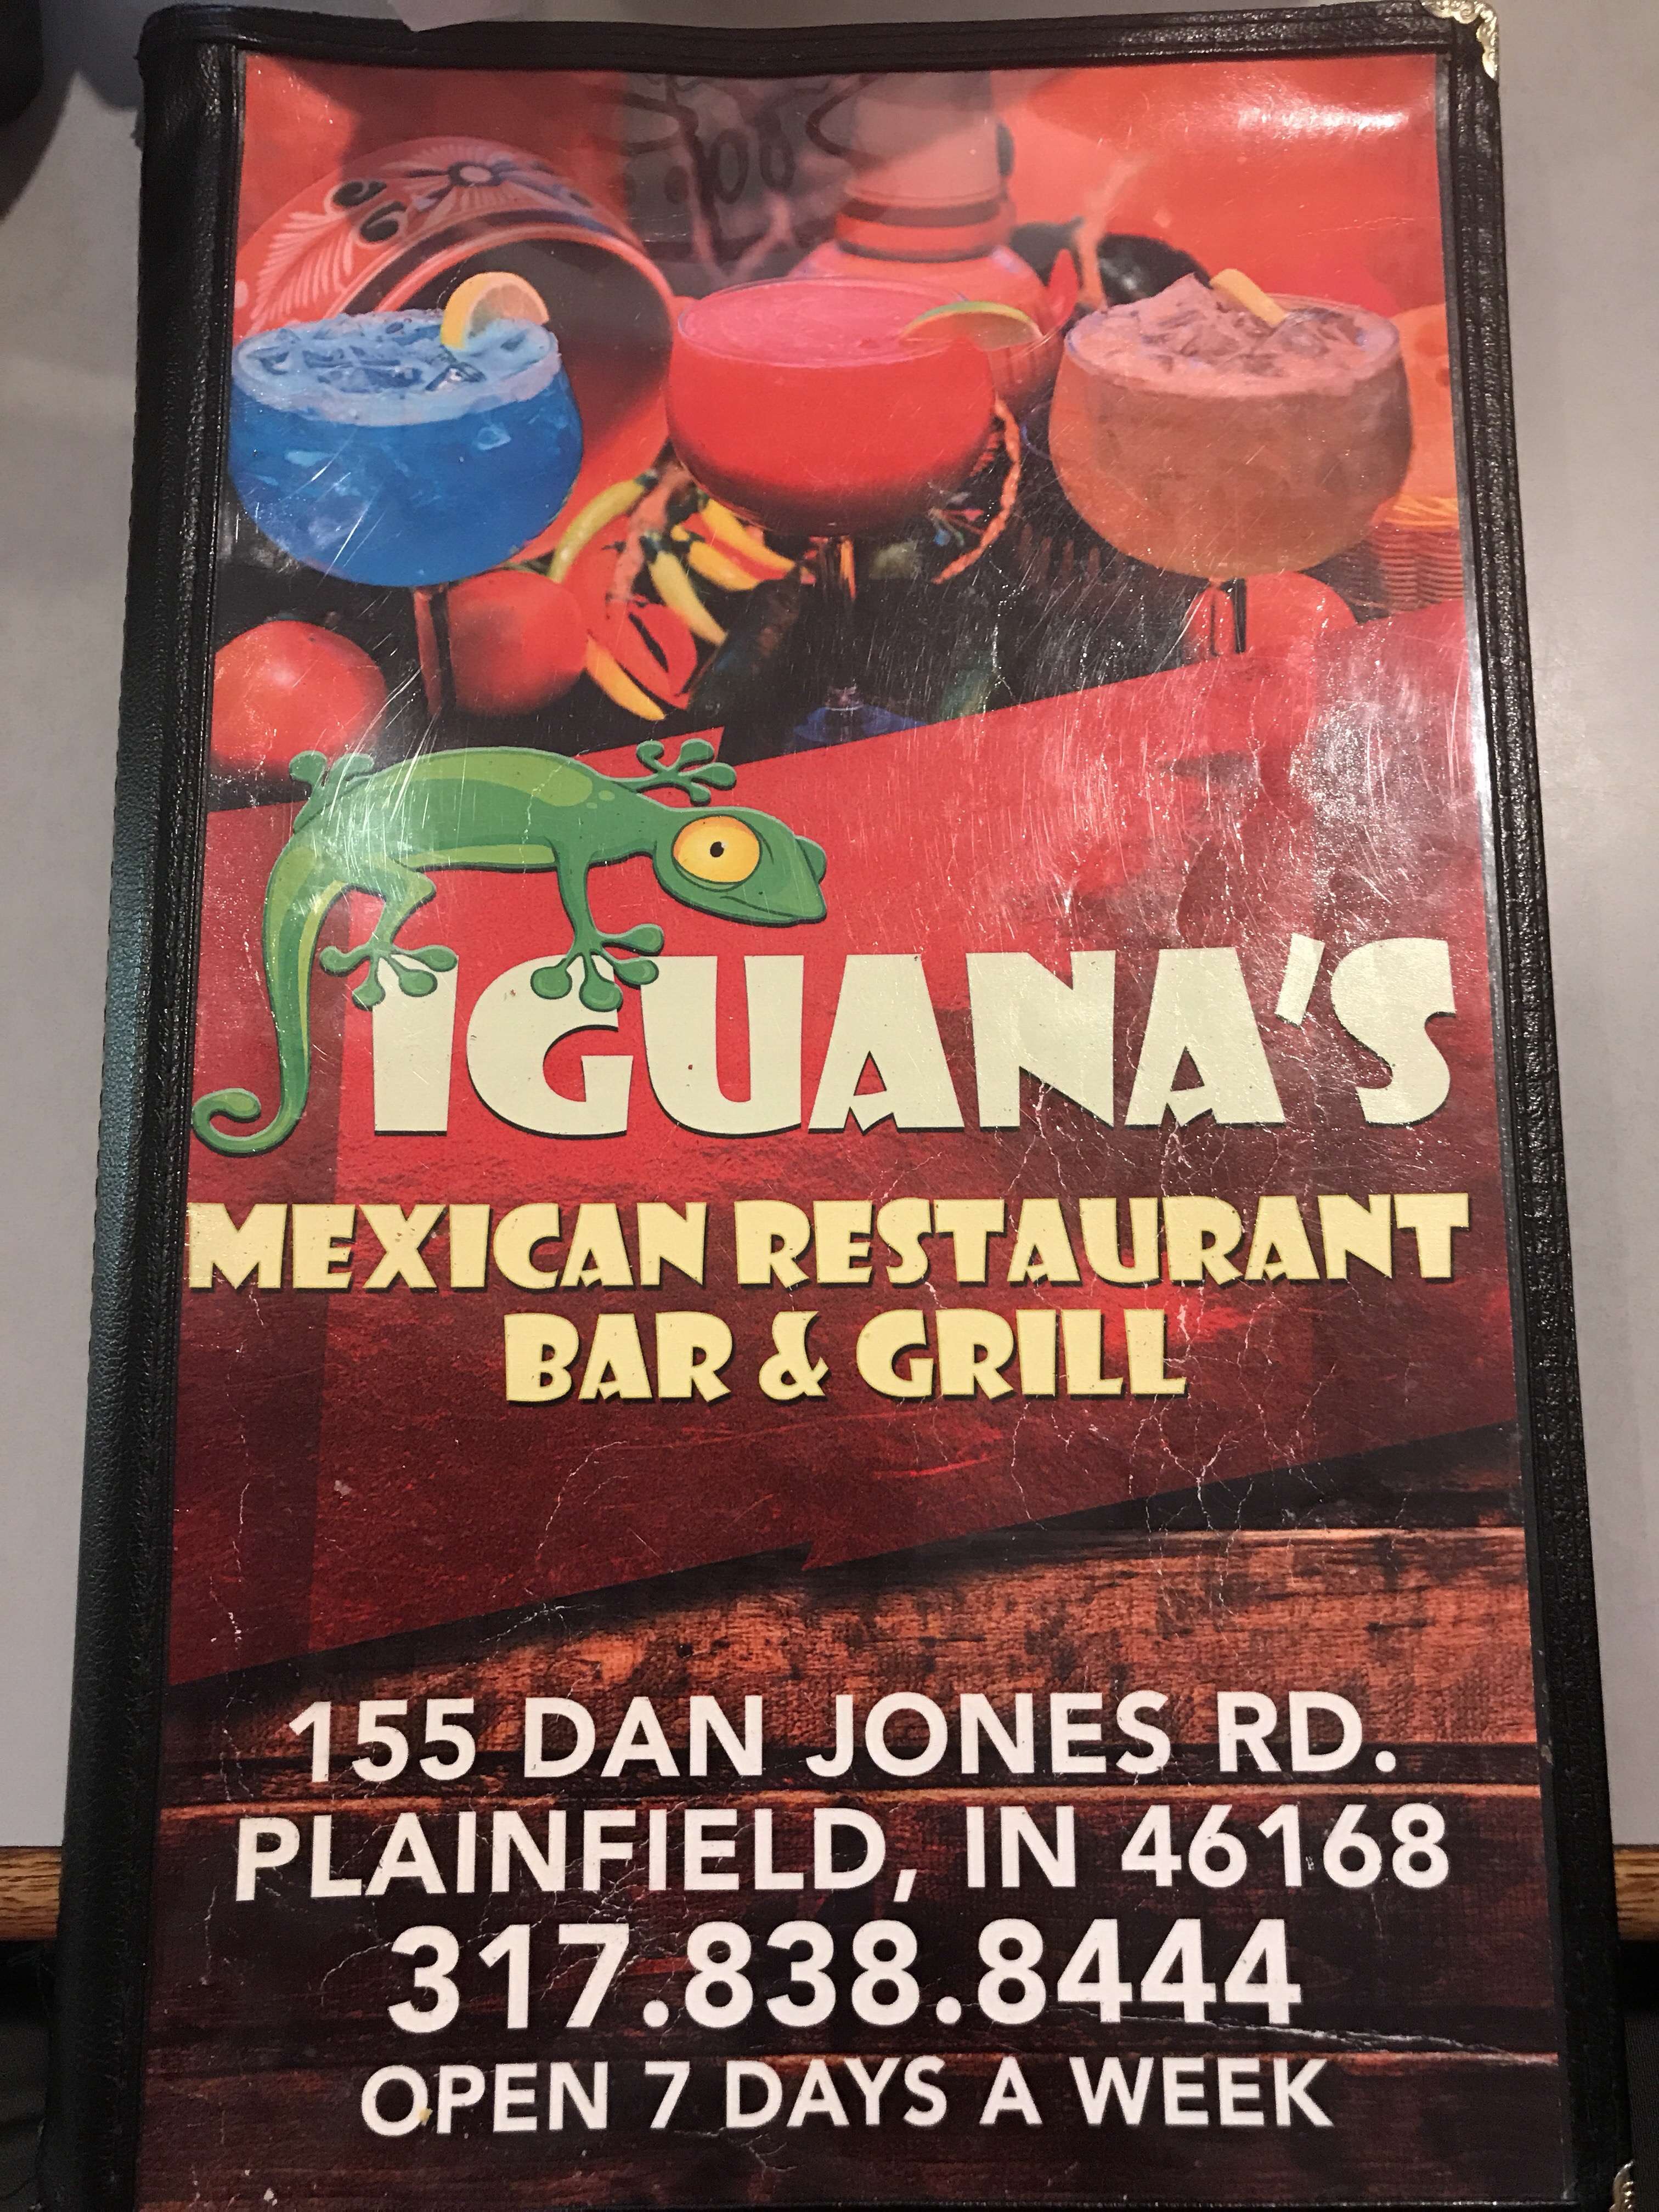 IGUANA'S
MEXICAN RESTAURANT
BAR & GRILL
155 DAN JONES RD.
PLAINFIELD, IN 46168
317.838.8444
OPEN 7 DAYS A WEEK